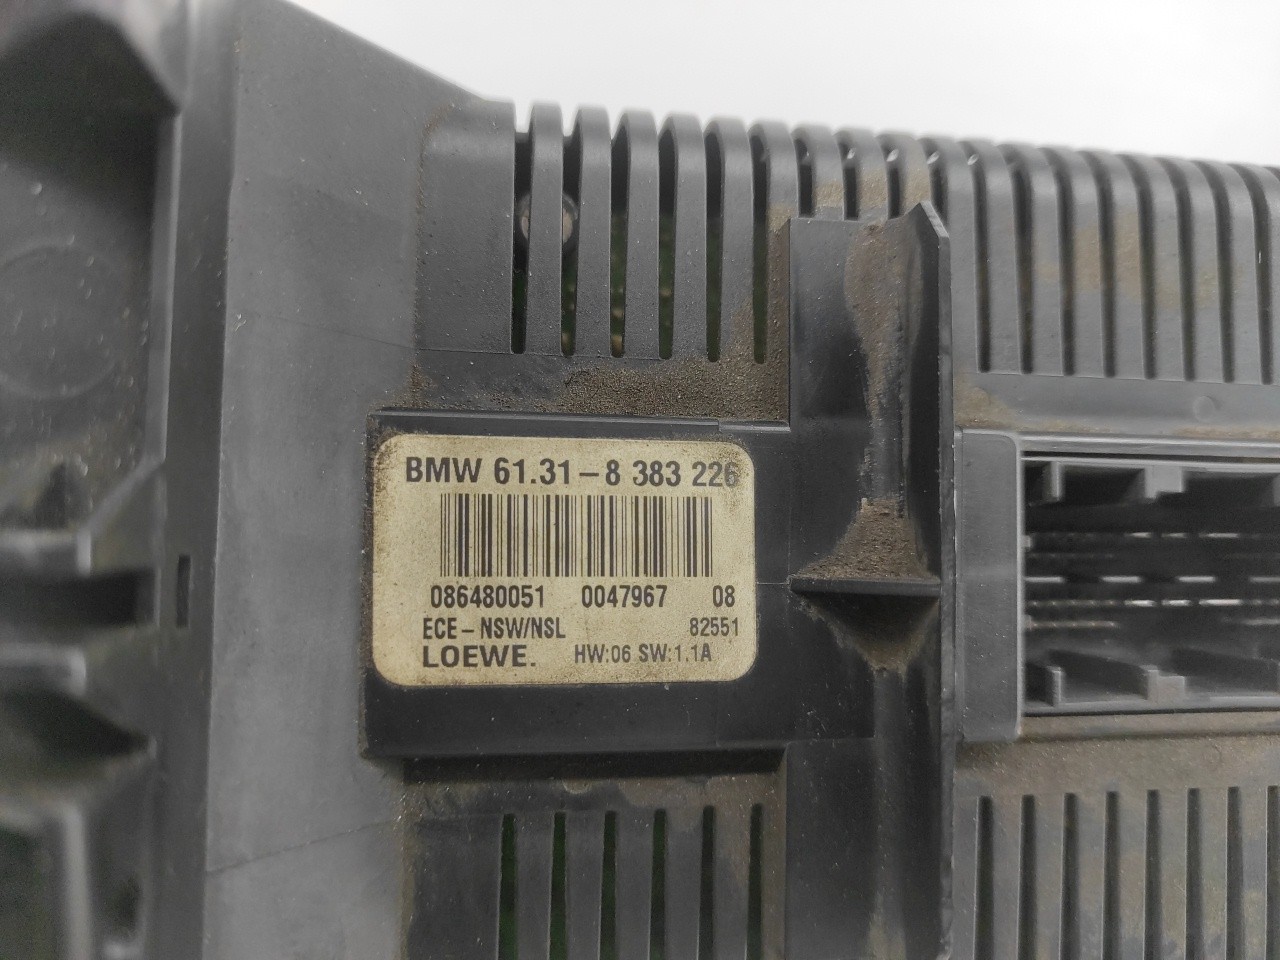 BMW 61.31-8 383 226
086480051 0047967 08
ECE-NSW/NSL 82551
LOEWE. HW:06 SW:1.1A